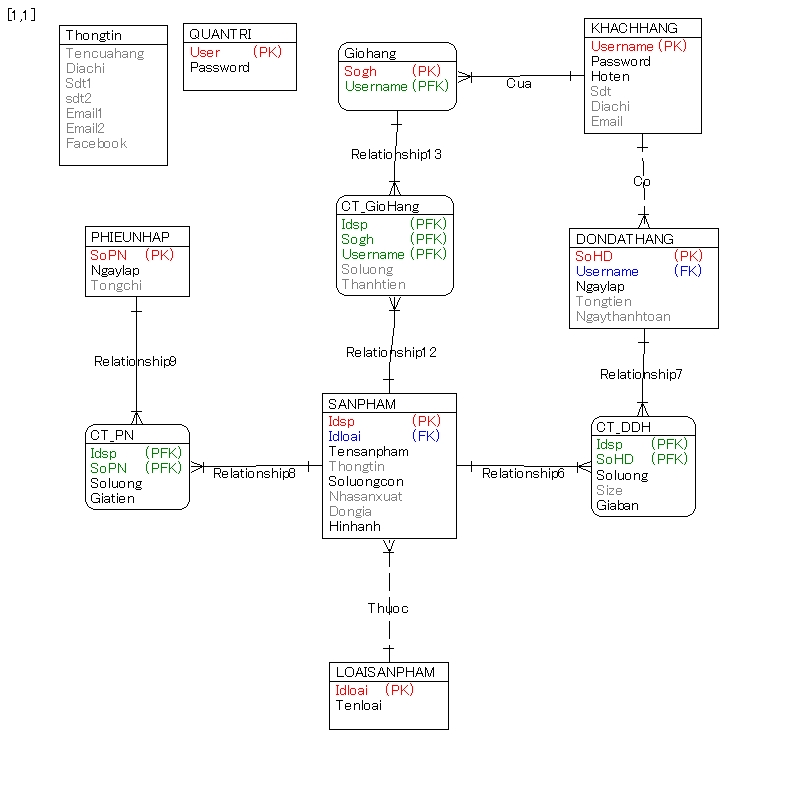 [1,1]
Thongtin
Tencuahang
Diachi
Sdt1
sdt2
Email1
Email2
Facebook
QUANTRI
User (PK)
Password
Giohang
Sogh (PK)
Username (PFK)
Cua
KHACHHANG
Username (PK)
Password
Hoten
Sdt
Diachi
Email
Relationship13
Co
CT_GioHang
Idsp (PFK)
Sogh (PFK)
Username (PFK)
Soluong
Thanhtien
PHIEUNHAP
SoPN (PK)
Ngaylap
Tongchi
DONDATHANG
SoHD (PK)
Username (FK)
Ngaylap
Tongtien
Ngaythanhtoan
Relationship9
Relationship12
Relationship7
SANPHAM
Idsp (PK)
Idloai (FK)
Tensanpham
Thongtin
Soluongcon
Nhasanxuat
Dongia
Hinhanh
CT_PN
Idsp (PFK)
SoPN (PFK)
Soluong
Giatien
Relationship8
Relationship6
CT_DDH
Idsp (PFK)
SoHD (PFK)
Soluong
Size
Giaban
Thuoc
LOAISANPHAM
Idloai (PK)
Tenloai